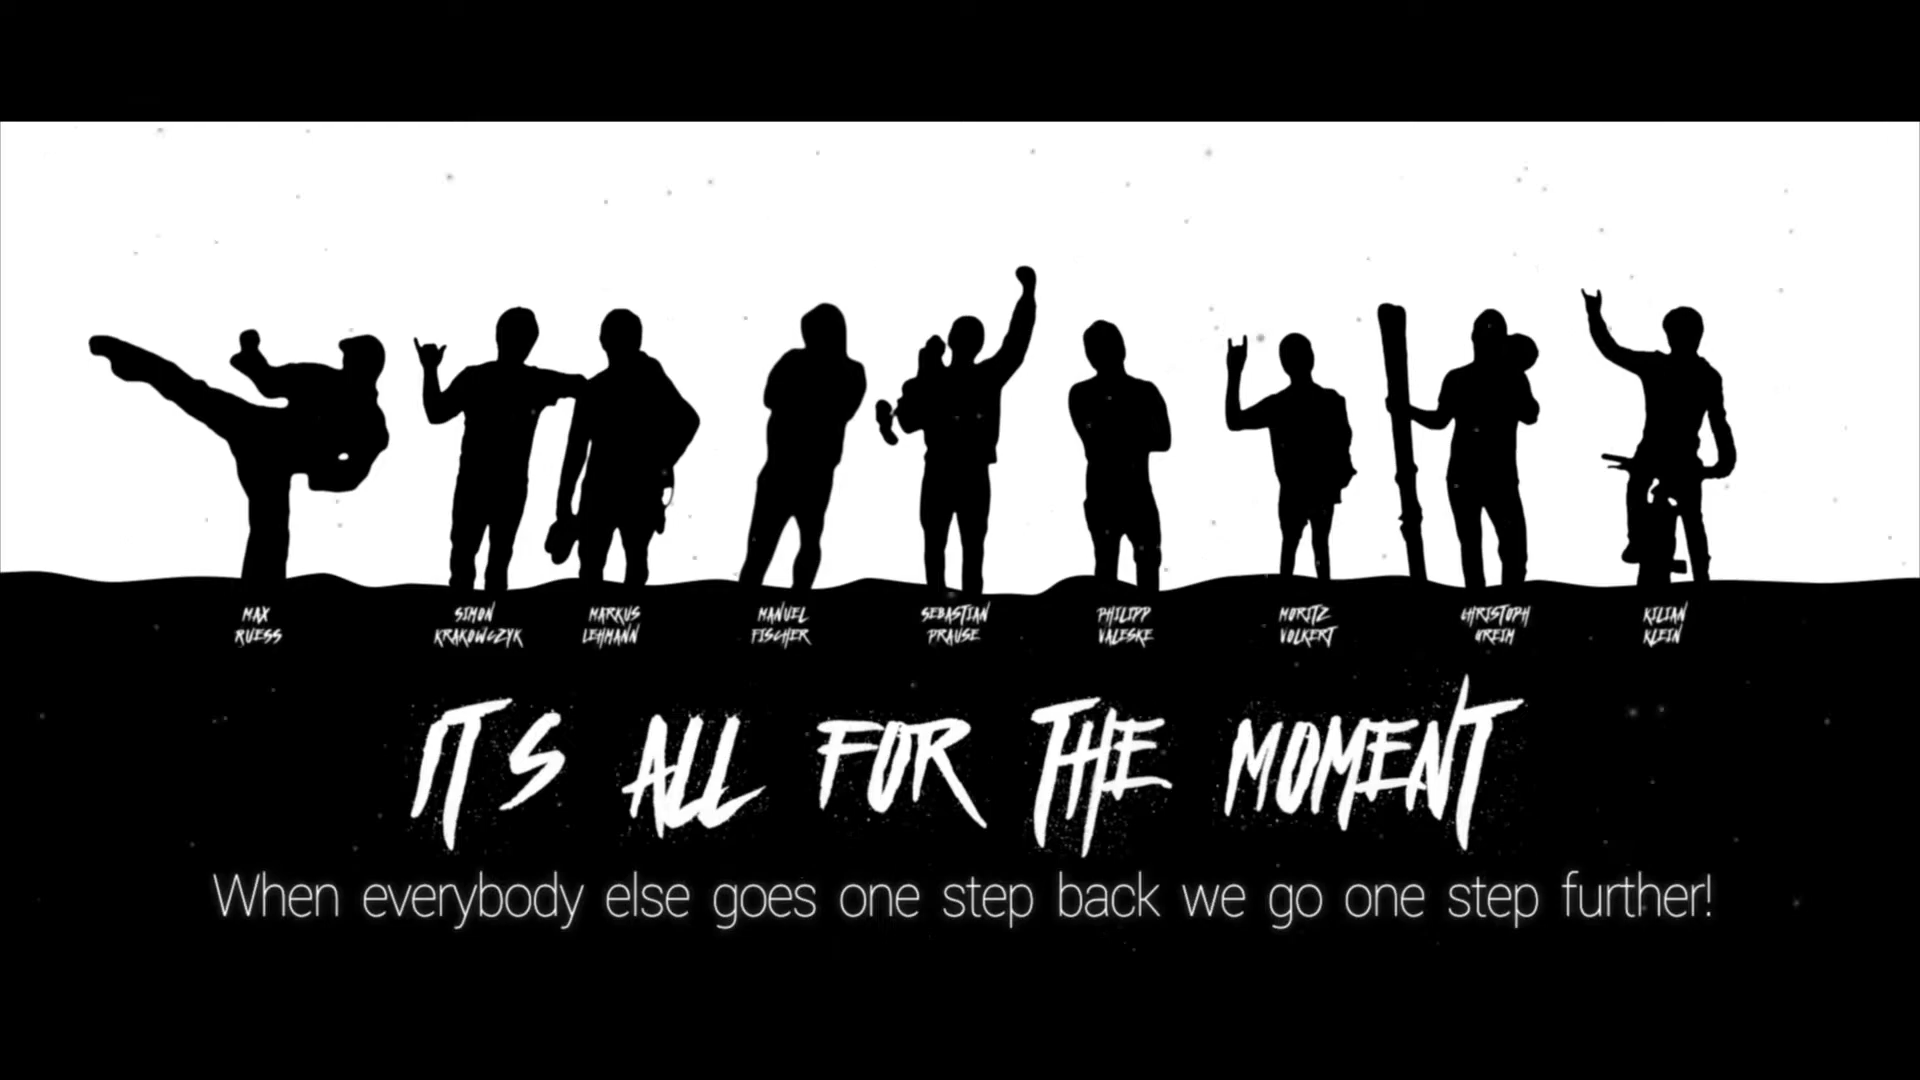 MAX
RUESS
SIMON
KRAKOWCZYK
MARKUS
LEHMANN
MANUEL
FISCHER
SEBASTIAN
PRAUSE
PHILIPP
VALESKE
MORITZ
VOLKERT
CHRISTOPH
GREIM
KILIAN
KLEIN
IT'S ALL FOR THE MOMENT
When everybody else goes one step back we go one step further!